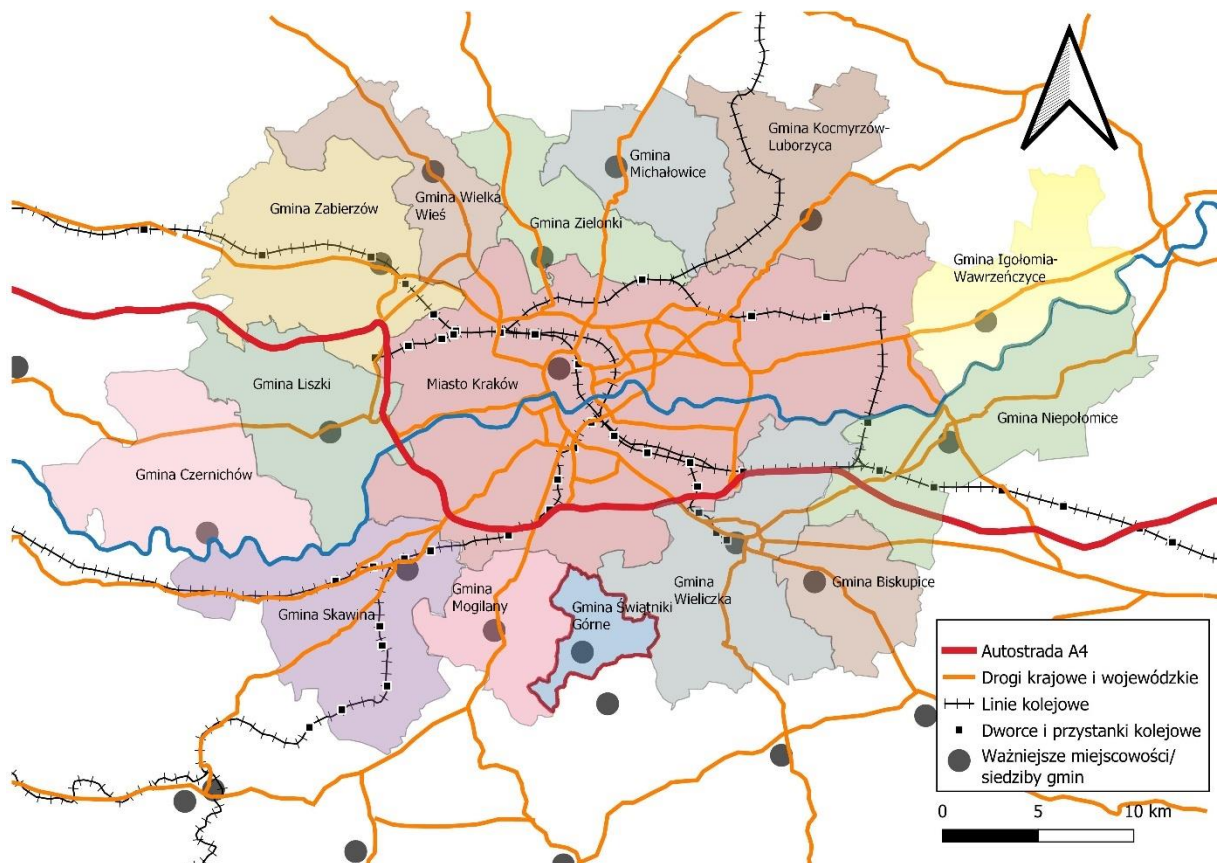 Gmina Kocmyrzów-
Luborzyca
Gmina
Michałowice
Gmina Wielka
Wieś
Gmina Zabierzów
Gmina Zielonki
Gmina Igołomia-
Wawrzeńczyce
Gmina Liszki
Miasto Kraków
Gmina Niepołomice
Gmina Czernichów
Gmina
Mogilany
Gmina Świątniki
Górne
Gmina
Wieliczka
Gmina Biskupice
Gmina Skawina
Autostrada A4
Drogi krajowe i wojewódzkie
Linie kolejowe
Dworce i przystanki kolejowe
Ważniejsze miejscowości/
siedziby gmin
0 5 10 km